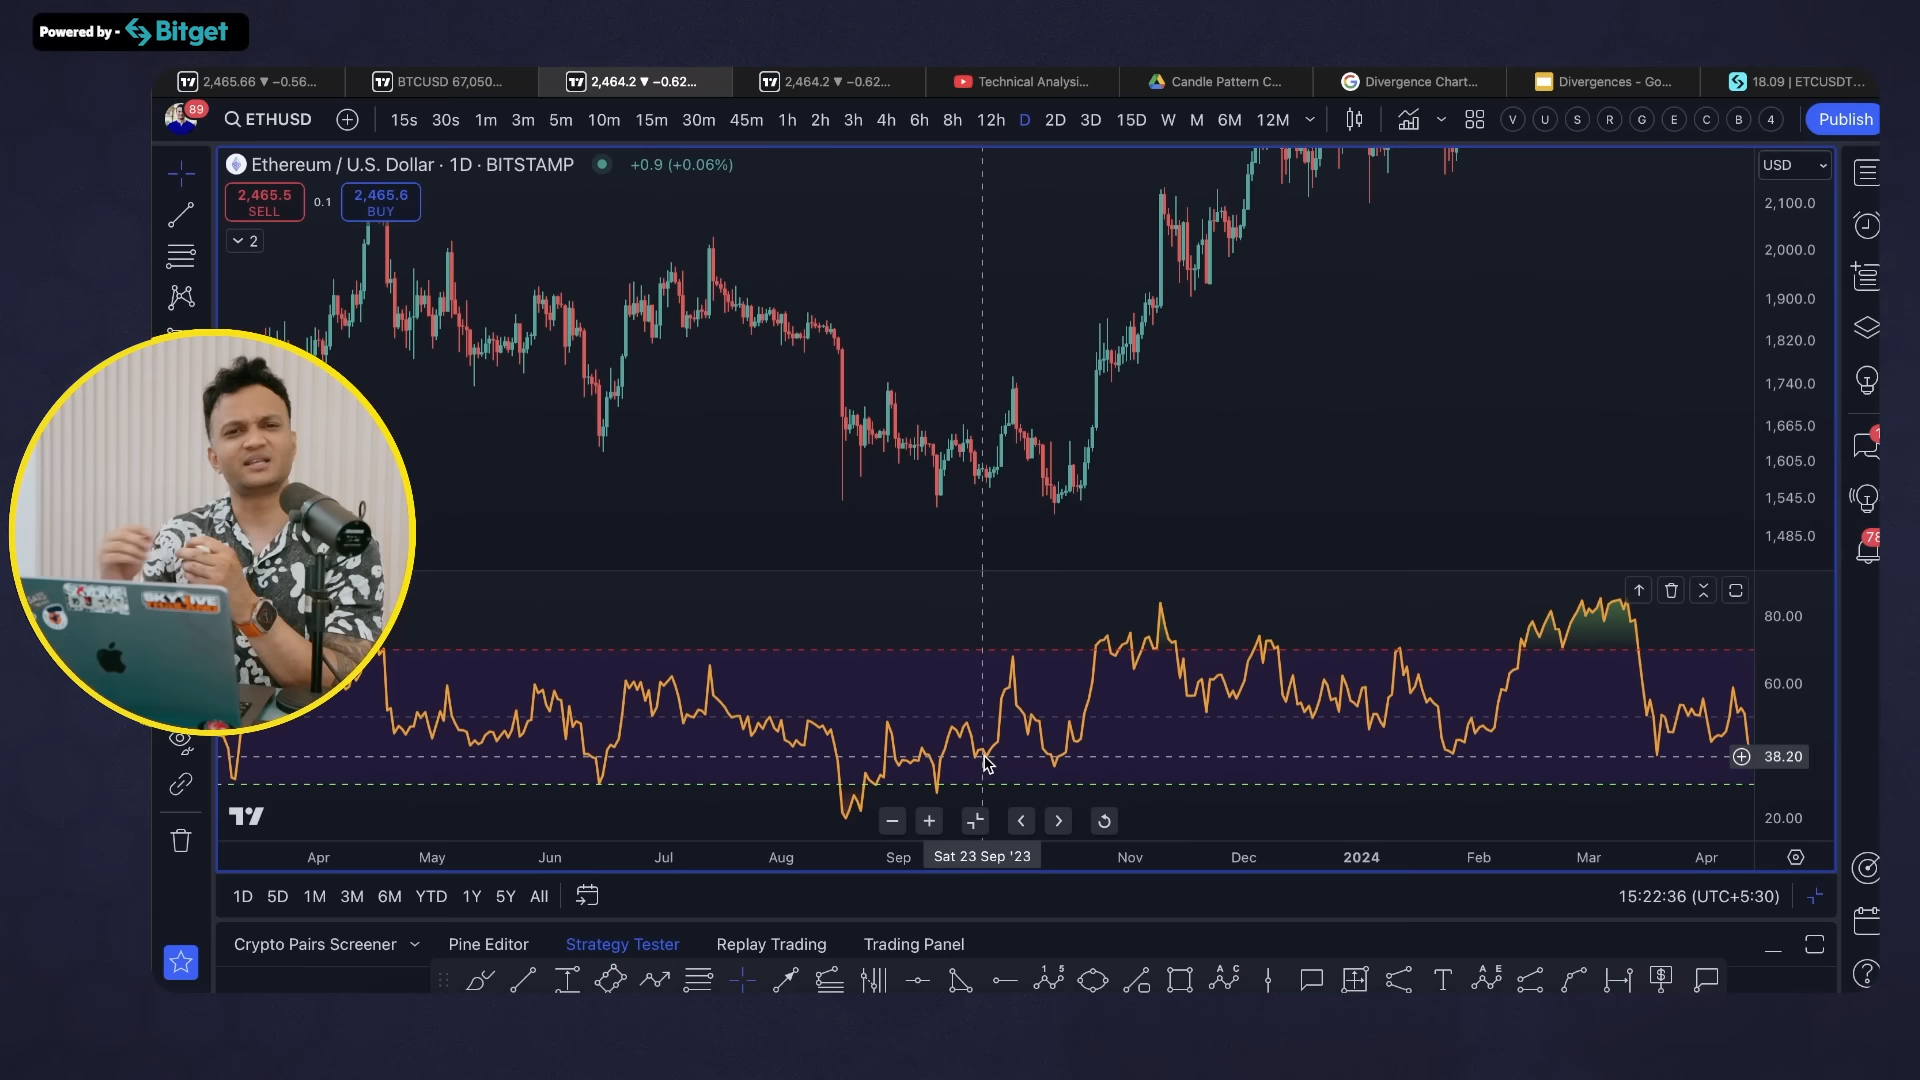 Powered by - Bitget
2,465.66 ▼ −0.56...
BTCUSD 67,050...
2,464.2 ▼ −0.62...
2,464.2 ▼ −0.62...
Technical Analysi...
Candle Pattern C...
Divergence Chart...
Divergences - Go...
18.09 | ETCUSDT...
89
ETHUSD
15s 30s 1m 3m 5m 10m 15m 30m 45m 1h 2h 3h 4h 6h 8h 12h D 2D 3D 15D W M 6M 12M
V U S R G E C B 4
Publish
Ethereum / U.S. Dollar · 1D · BITSTAMP
+0.9 (+0.06%)
USD
2,465.5
SELL
0.1
2,465.6
BUY
2
2,100.0
2,000.0
1,900.0
1,820.0
1,740.0
1,665.0
1,605.0
1,545.0
1,485.0
80.00
60.00
38.20
20.00
Apr May Jun Jul Aug Sep Sat 23 Sep '23 Nov Dec 2024 Feb Mar Apr
1D 5D 1M 3M 6M YTD 1Y 5Y All
15:22:36 (UTC+5:30)
Crypto Pairs Screener Pine Editor Strategy Tester Replay Trading Trading Panel